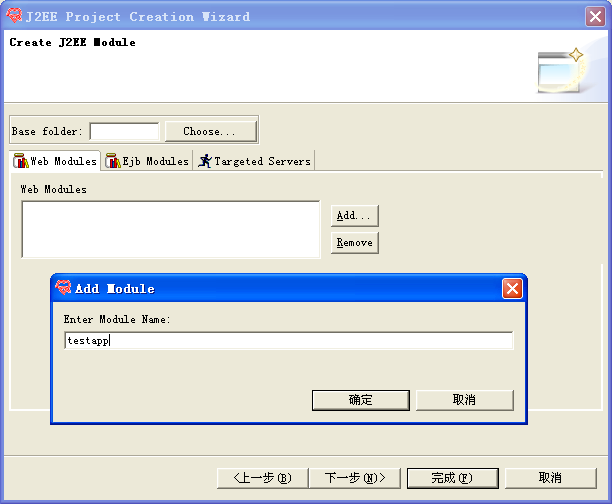 J2EE Project Creation Wizard
Create J2EE Module
Base folder: Choose...
Web Modules Ejb Modules Targeted Servers
Web Modules
Add...
Remove
Add Module
Enter Module Name:
testapp
确定 取消
<上一步(B) 下一步(N)> 完成(F) 取消